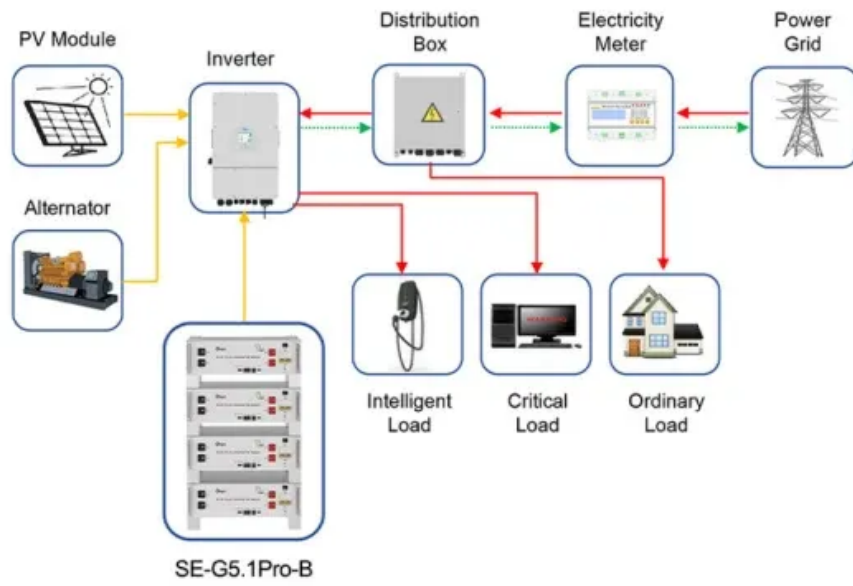 PV Module
Inverter
Distribution
Box
Electricity
Meter
Power
Grid
Alternator
Intelligent
Load
Critical
Load
Ordinary
Load
SE-G5.1Pro-B